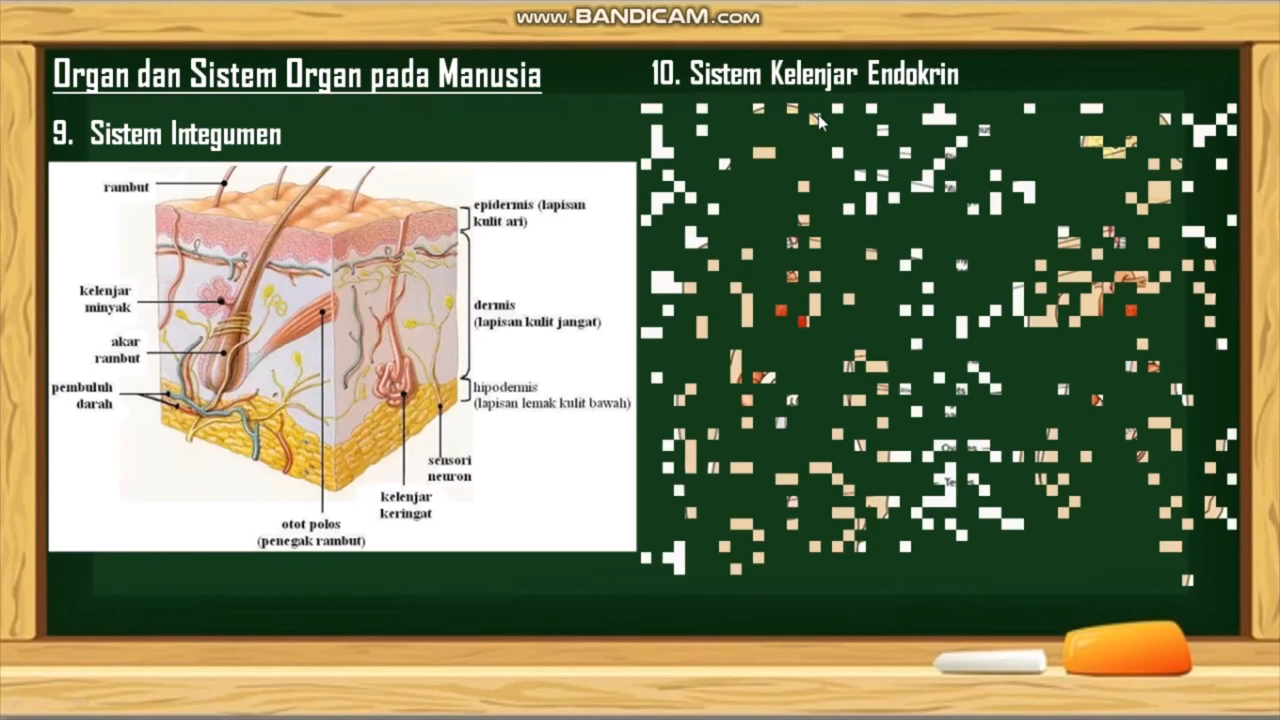 www.BANDICAM.com
Organ dan Sistem Organ pada Manusia
9. Sistem Integumen
rambut
epidermis (lapisan
kulit ari)
kelenjar
minyak
dermis
(lapisan kulit jangat)
akar
rambut
pembuluh
darah
hipodermis
(lapisan lemak kulit bawah)
sensori
neuron
kelenjar
keringat
otot polos
(penegak rambut)
10. Sistem Kelenjar Endokrin